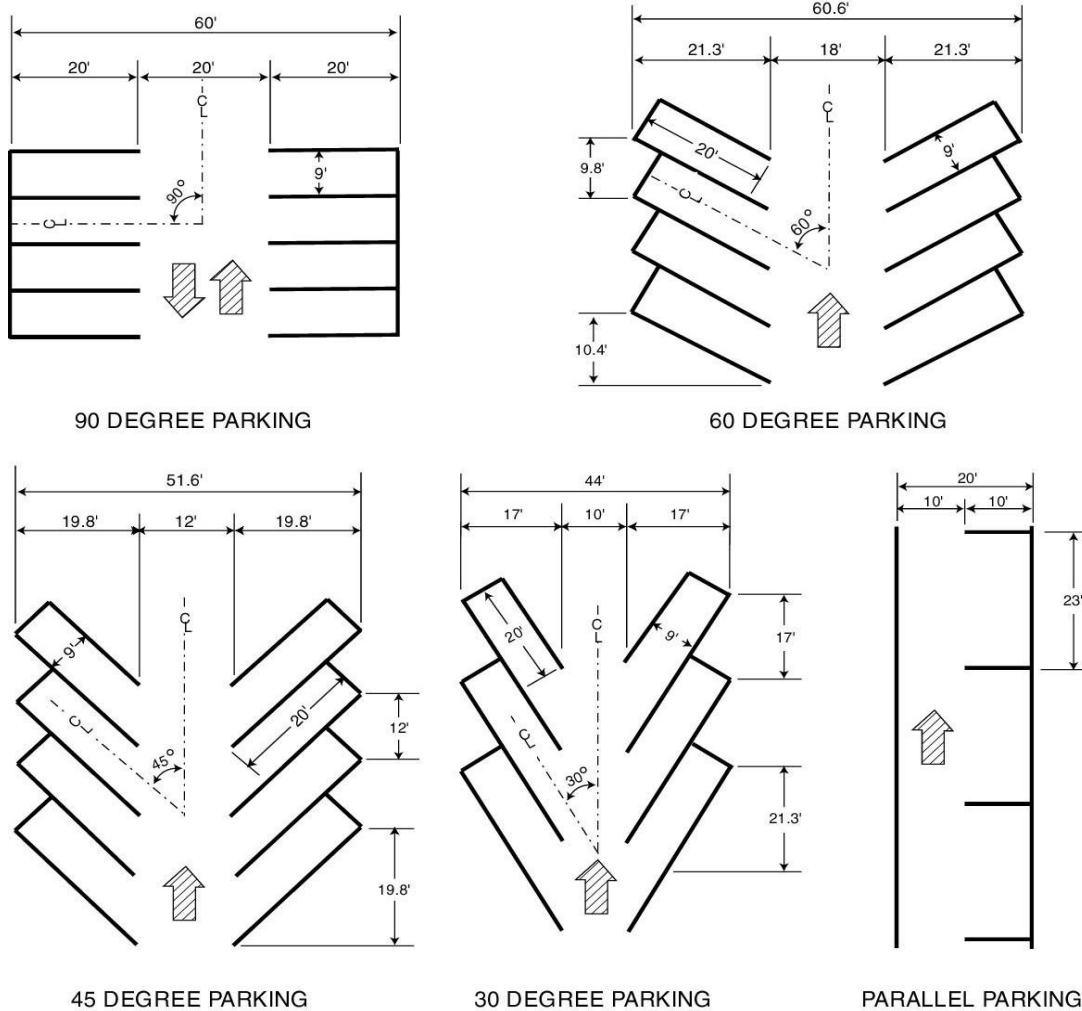 60'
20' 20' 20'
CL
9'
90°
CL
90 DEGREE PARKING
60.6'
21.3' 18' 21.3'
CL
20'
9'
9.8'
CL
60°
10.4'
60 DEGREE PARKING
51.6'
19.8' 12' 19.8'
CL
9'
20'
12'
CL
45°
19.8'
45 DEGREE PARKING
44'
17' 10' 17'
CL
20'
9'
17'
CL
30°
21.3'
30 DEGREE PARKING
20'
10' 10'
23'
PARALLEL PARKING